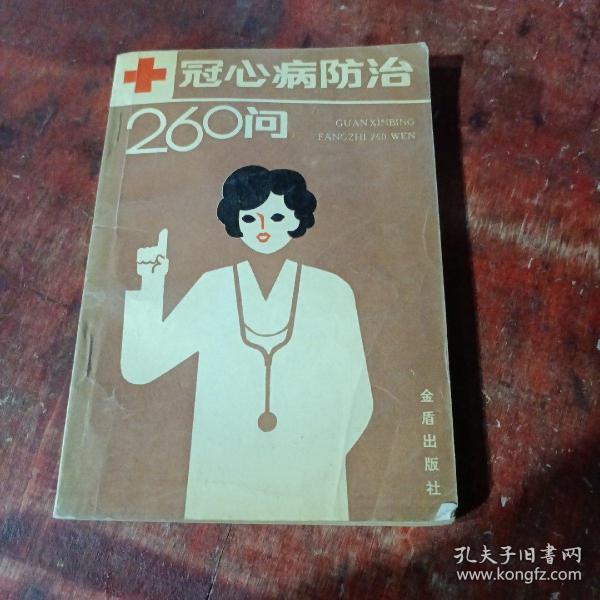 冠心病防治
260问
GUANXINBING
FANGZHI 260 WEN
金盾出版社
孔夫子旧书网
www.kongfz.com